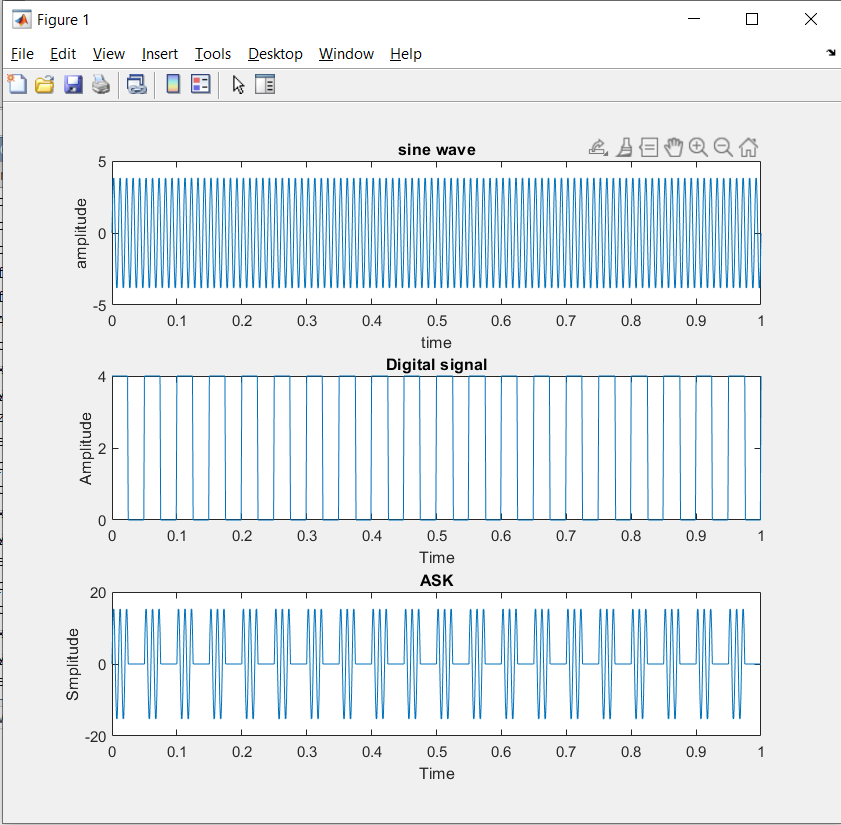 Figure 1
File Edit View Insert Tools Desktop Window Help
sine wave
5
0
-5
amplitude
0 0.1 0.2 0.3 0.4 0.5 0.6 0.7 0.8 0.9 1
time
Digital signal
4
2
0
Amplitude
0 0.1 0.2 0.3 0.4 0.5 0.6 0.7 0.8 0.9 1
Time
ASK
20
0
-20
Smplitude
0 0.1 0.2 0.3 0.4 0.5 0.6 0.7 0.8 0.9 1
Time